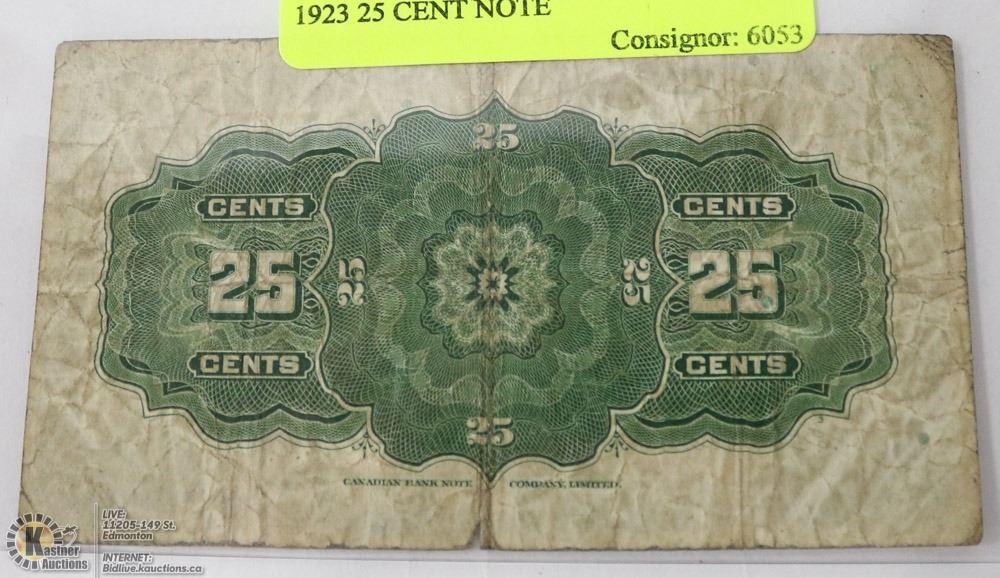 1923 25 CENT NOTE
Consignor: 6053
25
CENTS
CENTS
25
25
25
25
CENTS
CENTS
25
CANADIAN BANK NOTE COMPANY, LIMITED.
LIVE:
11205-149 St.
Edmonton
Kastner
Auctions
INTERNET:
Bidlive.kauctions.ca